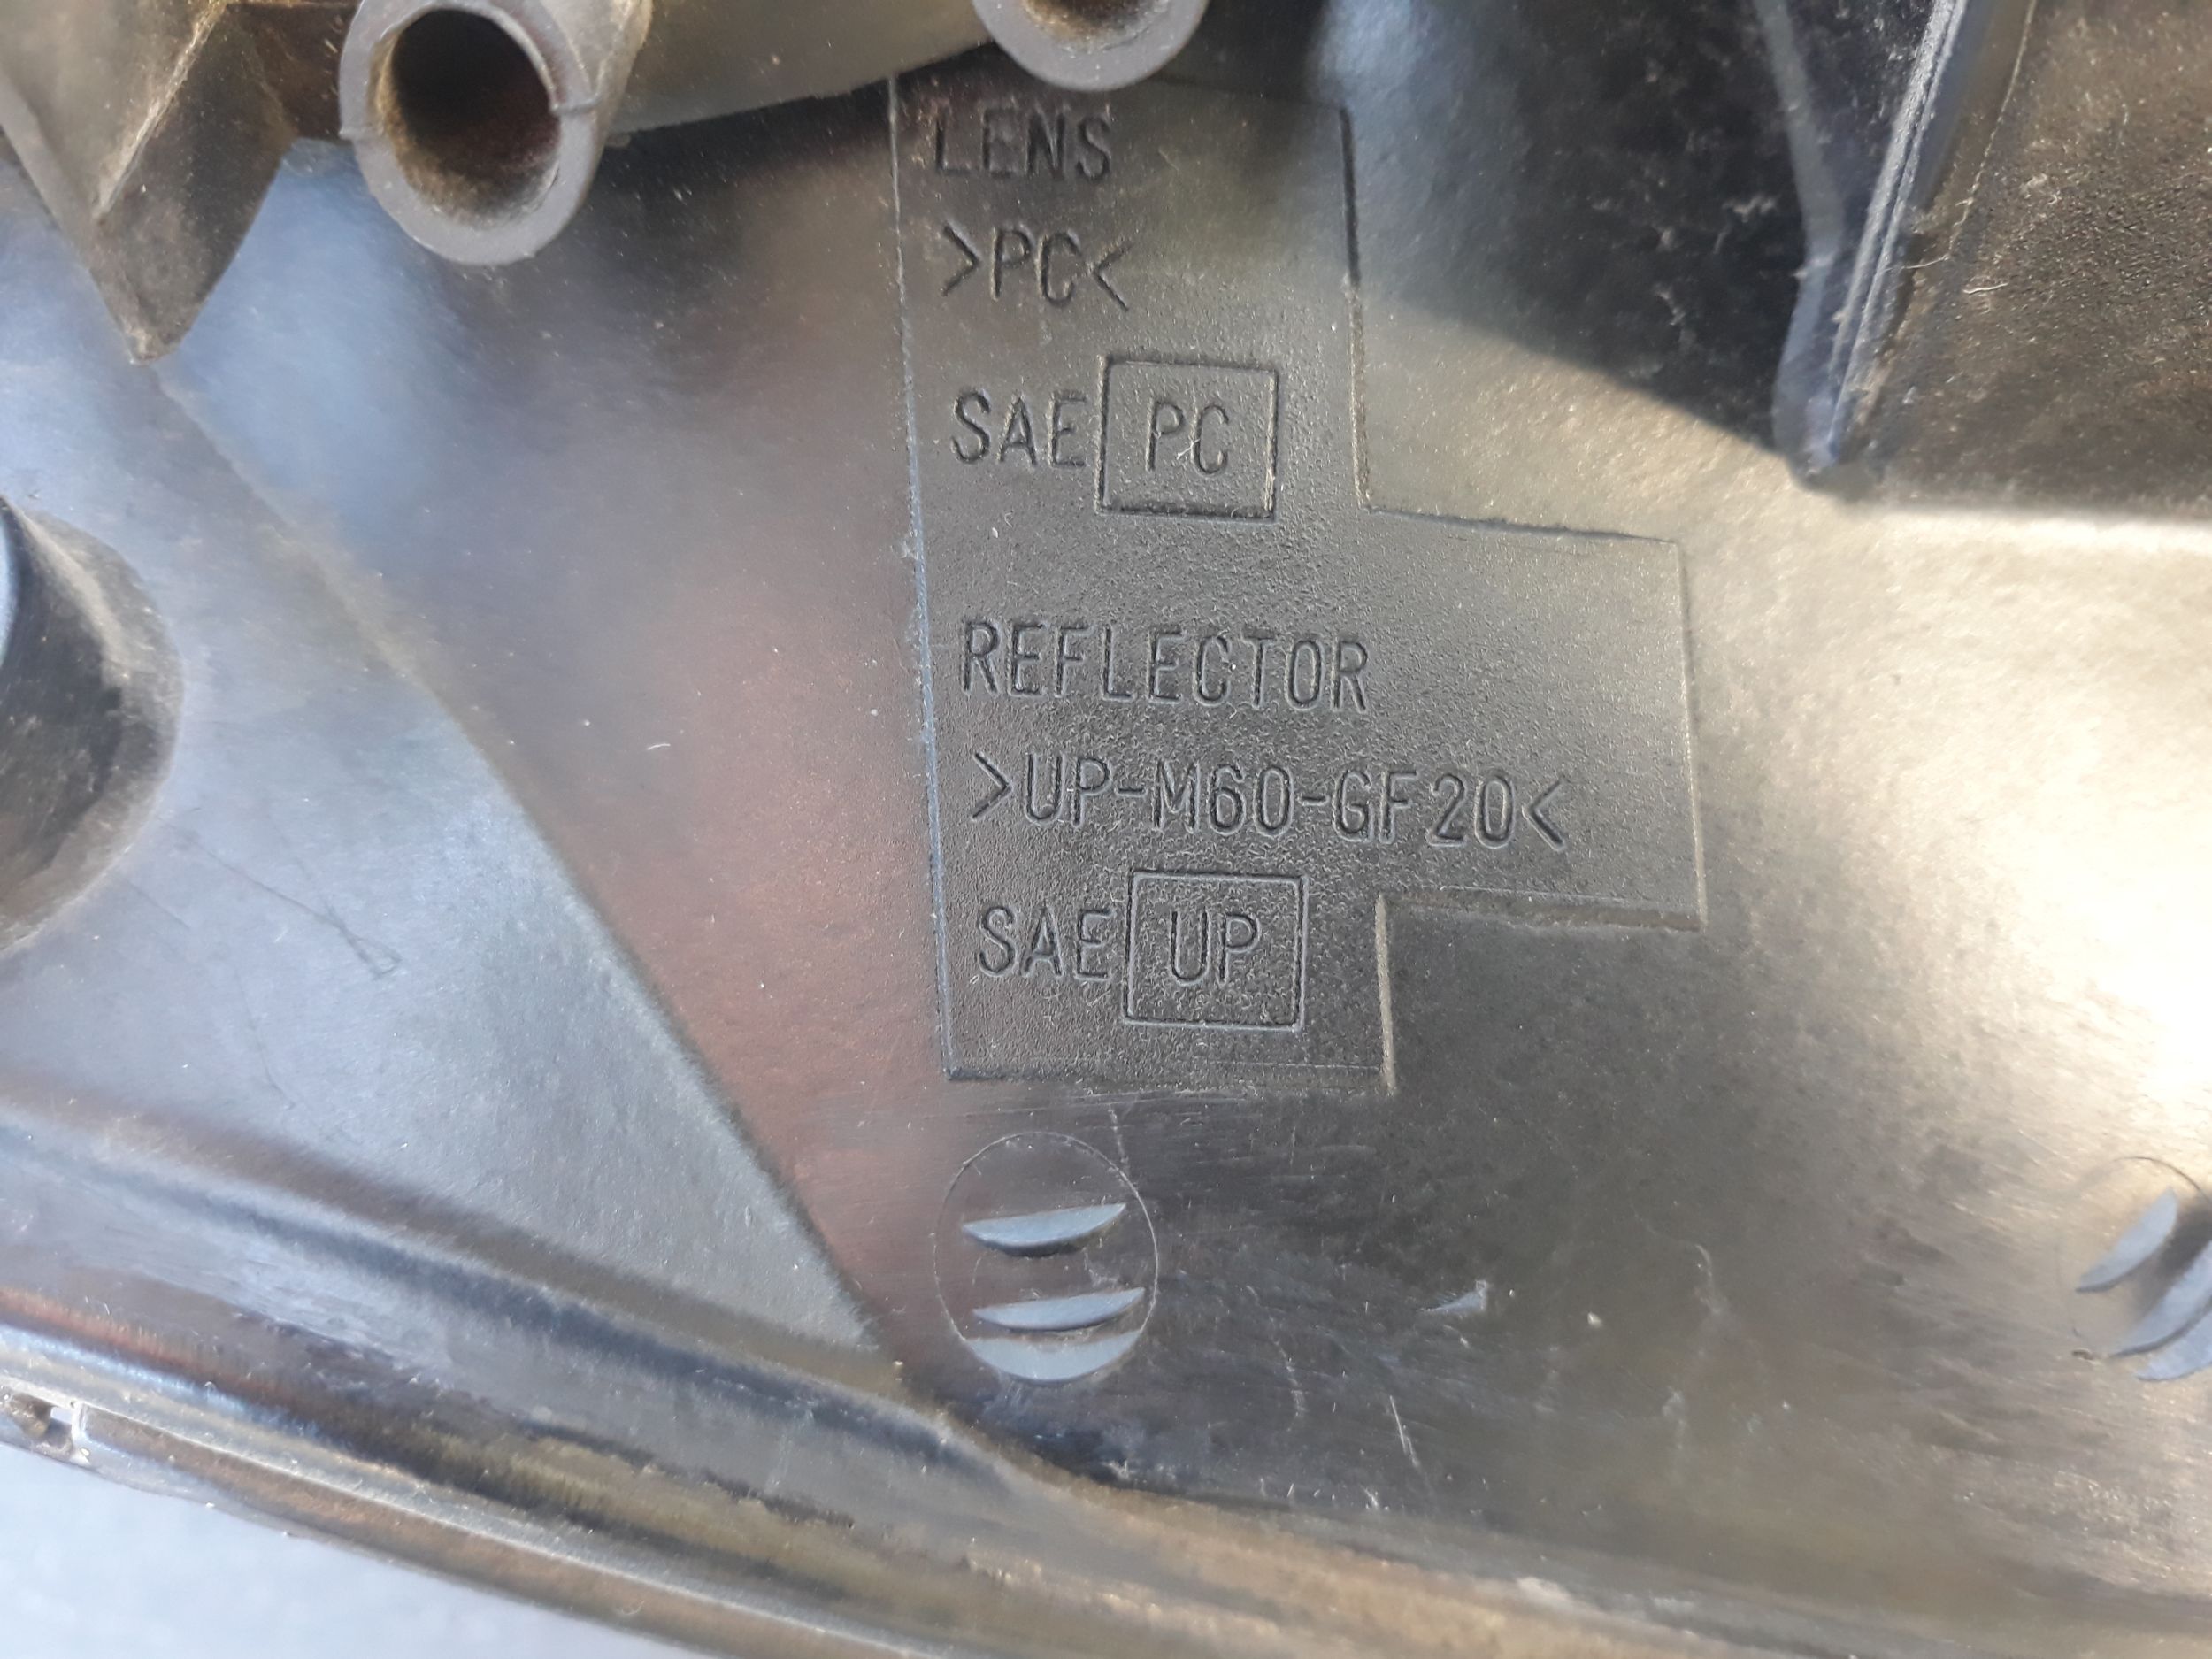 LENS
>PC<
SAE PC
REFLECTOR
>UP-M60-GF20<
SAE UP